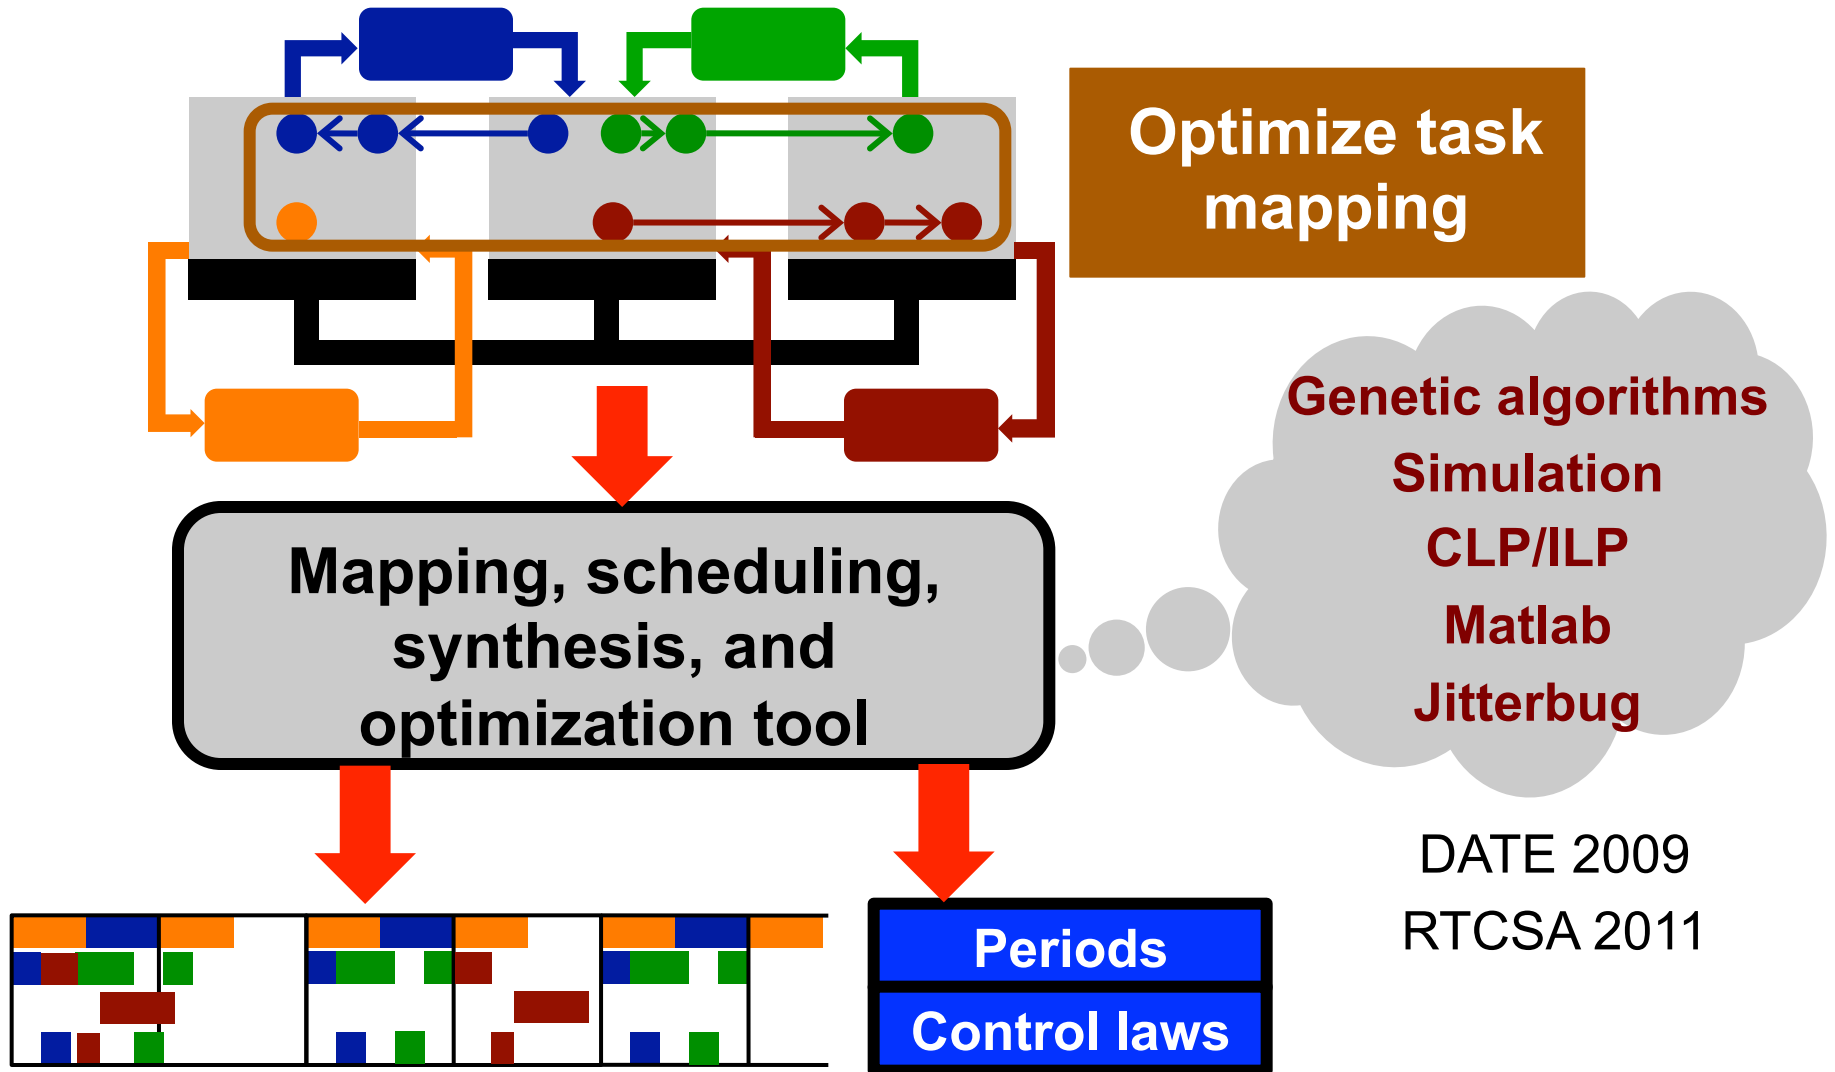 Optimize task
mapping
Genetic algorithms
Simulation
CLP/ILP
Matlab
Jitterbug
Mapping, scheduling,
synthesis, and
optimization tool
DATE 2009
RTCSA 2011
Periods
Control laws